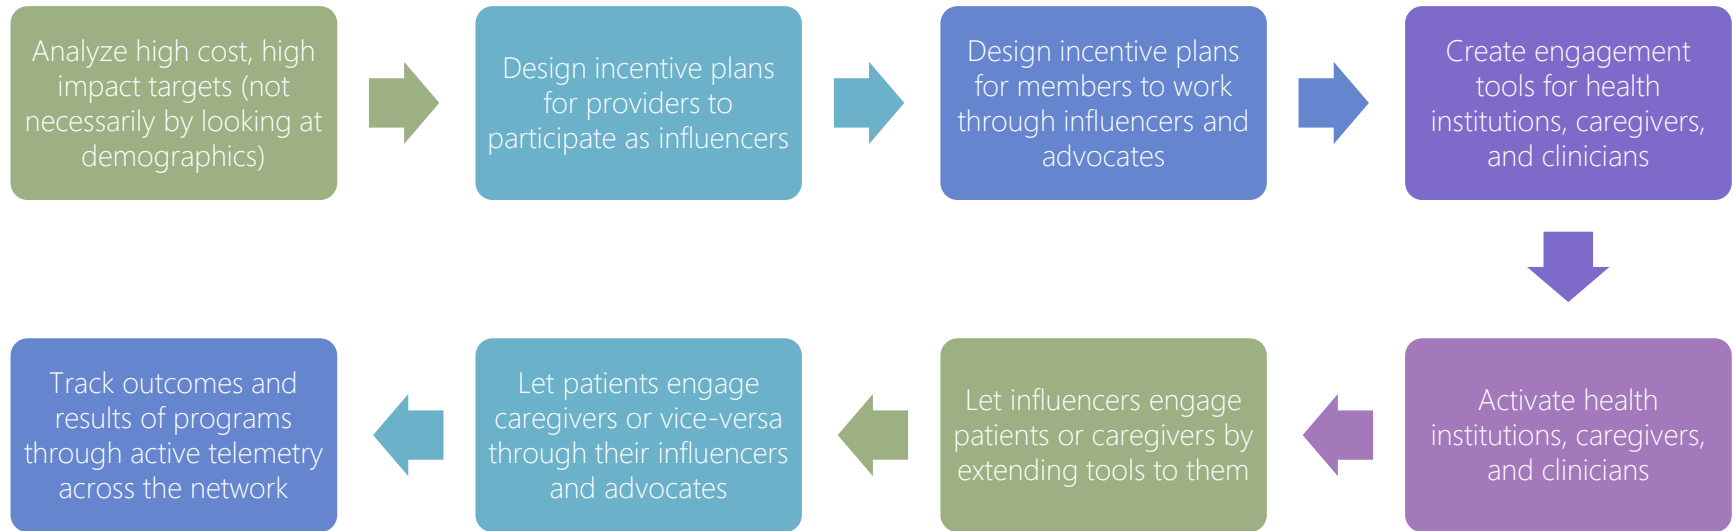 Analyze high cost, high
impact targets (not
necessarily by looking at
demographics)
Design incentive plans
for providers to
participate as influencers
Design incentive plans
for members to work
through influencers and
advocates
Create engagement
tools for health
institutions, caregivers,
and clinicians
Activate health
institutions, caregivers,
and clinicians
Let influencers engage
patients or caregivers by
extending tools to them
Let patients engage
caregivers or vice-versa
through their influencers
and advocates
Track outcomes and
results of programs
through active telemetry
across the network